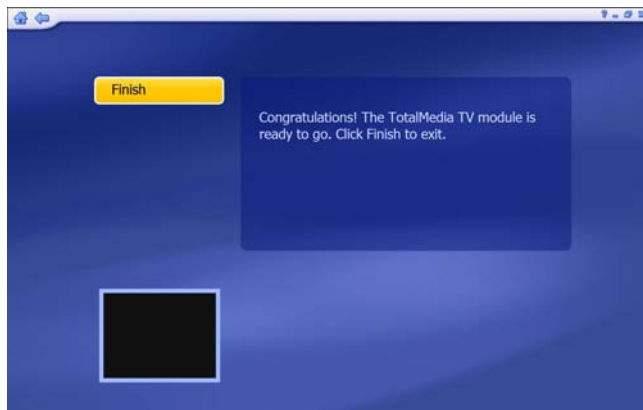 Finish
Congratulations! The TotalMedia TV module is
ready to go. Click Finish to exit.